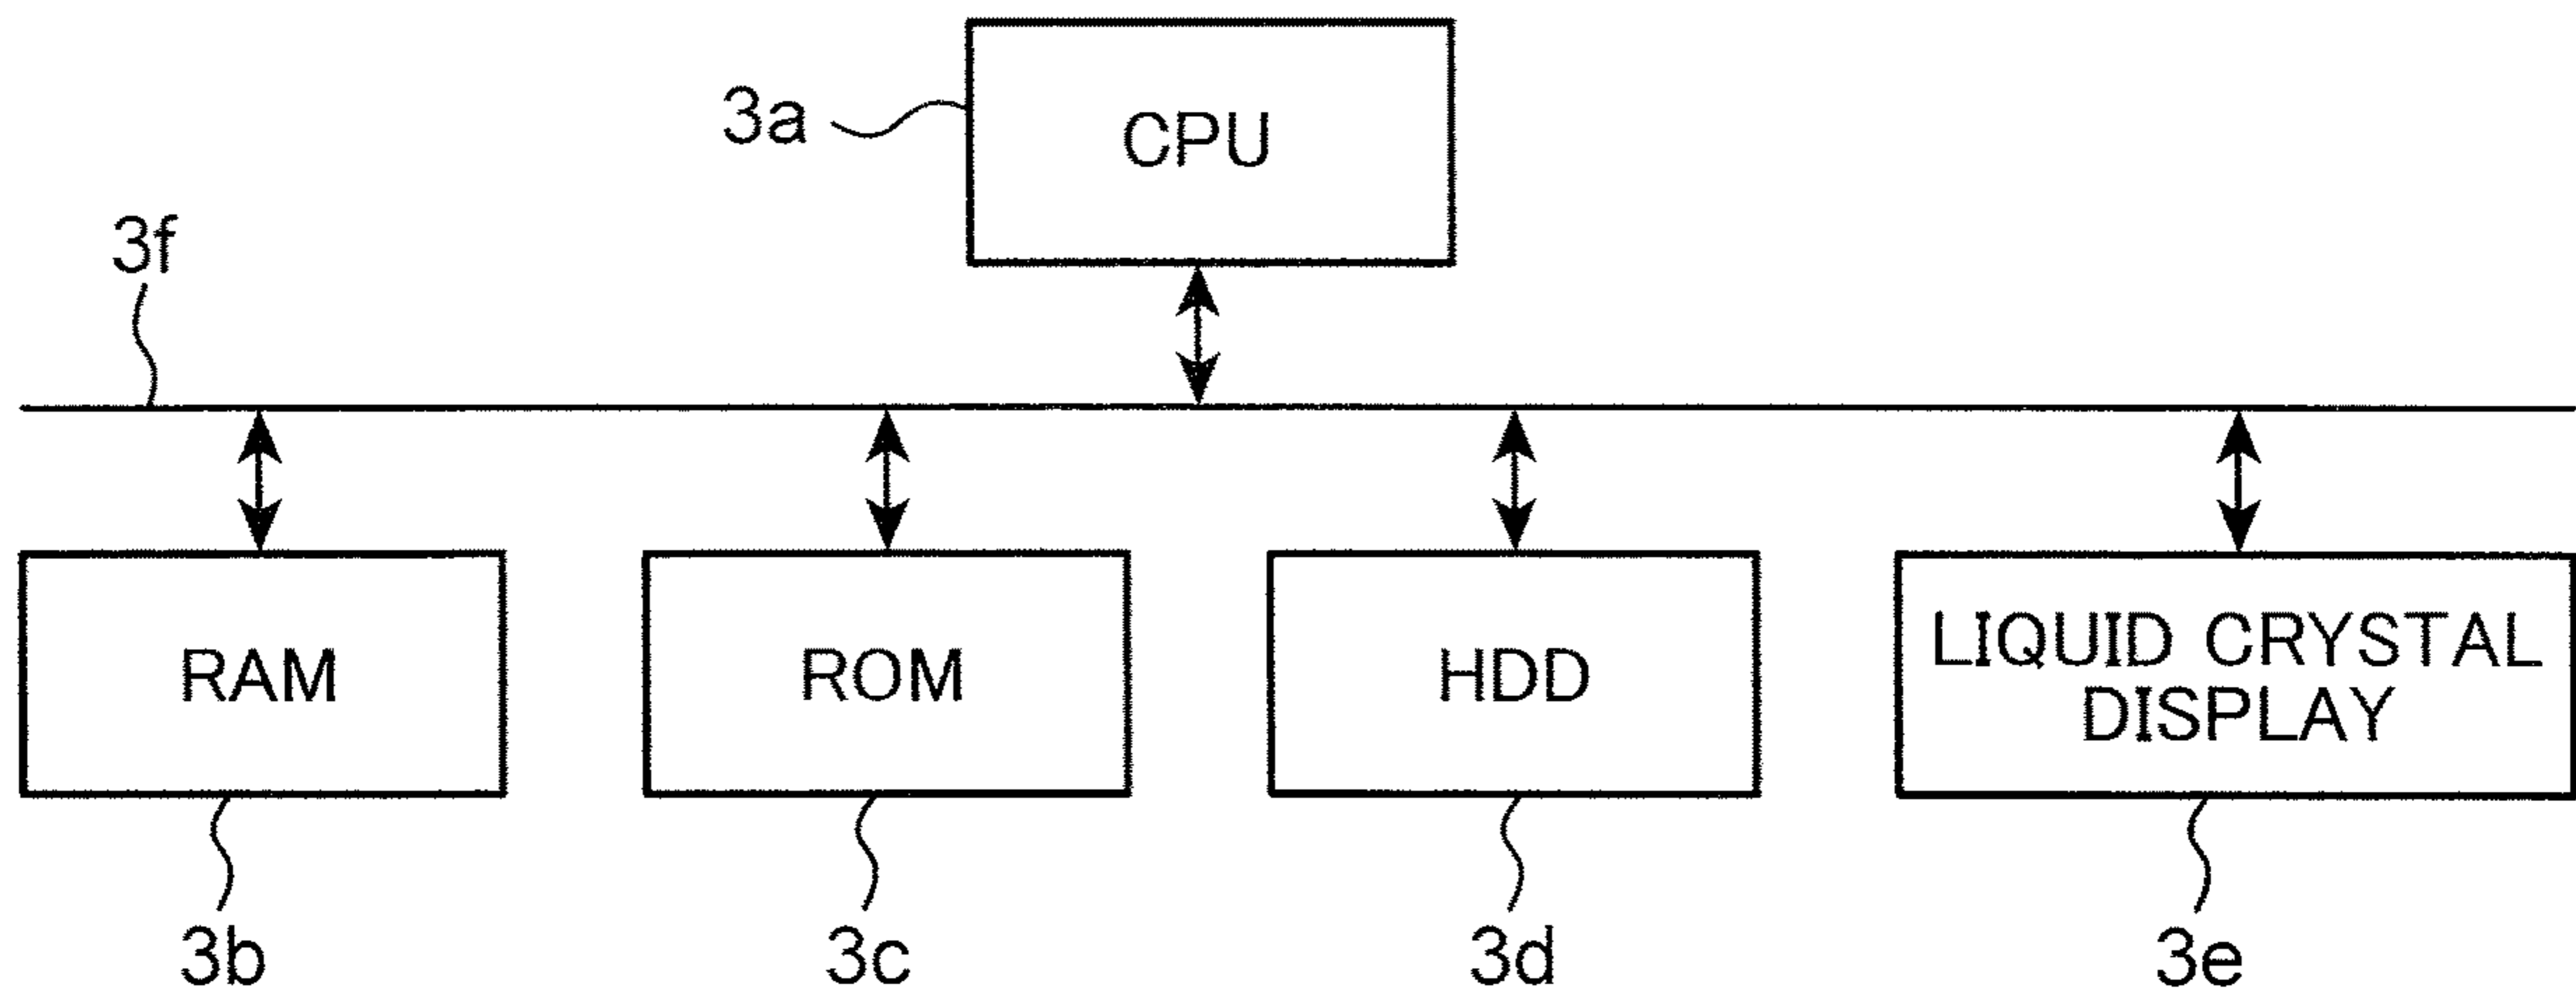 CPU
3a
3f
RAM
ROM
HDD
LIQUID CRYSTAL
DISPLAY
3b
3c
3d
3e